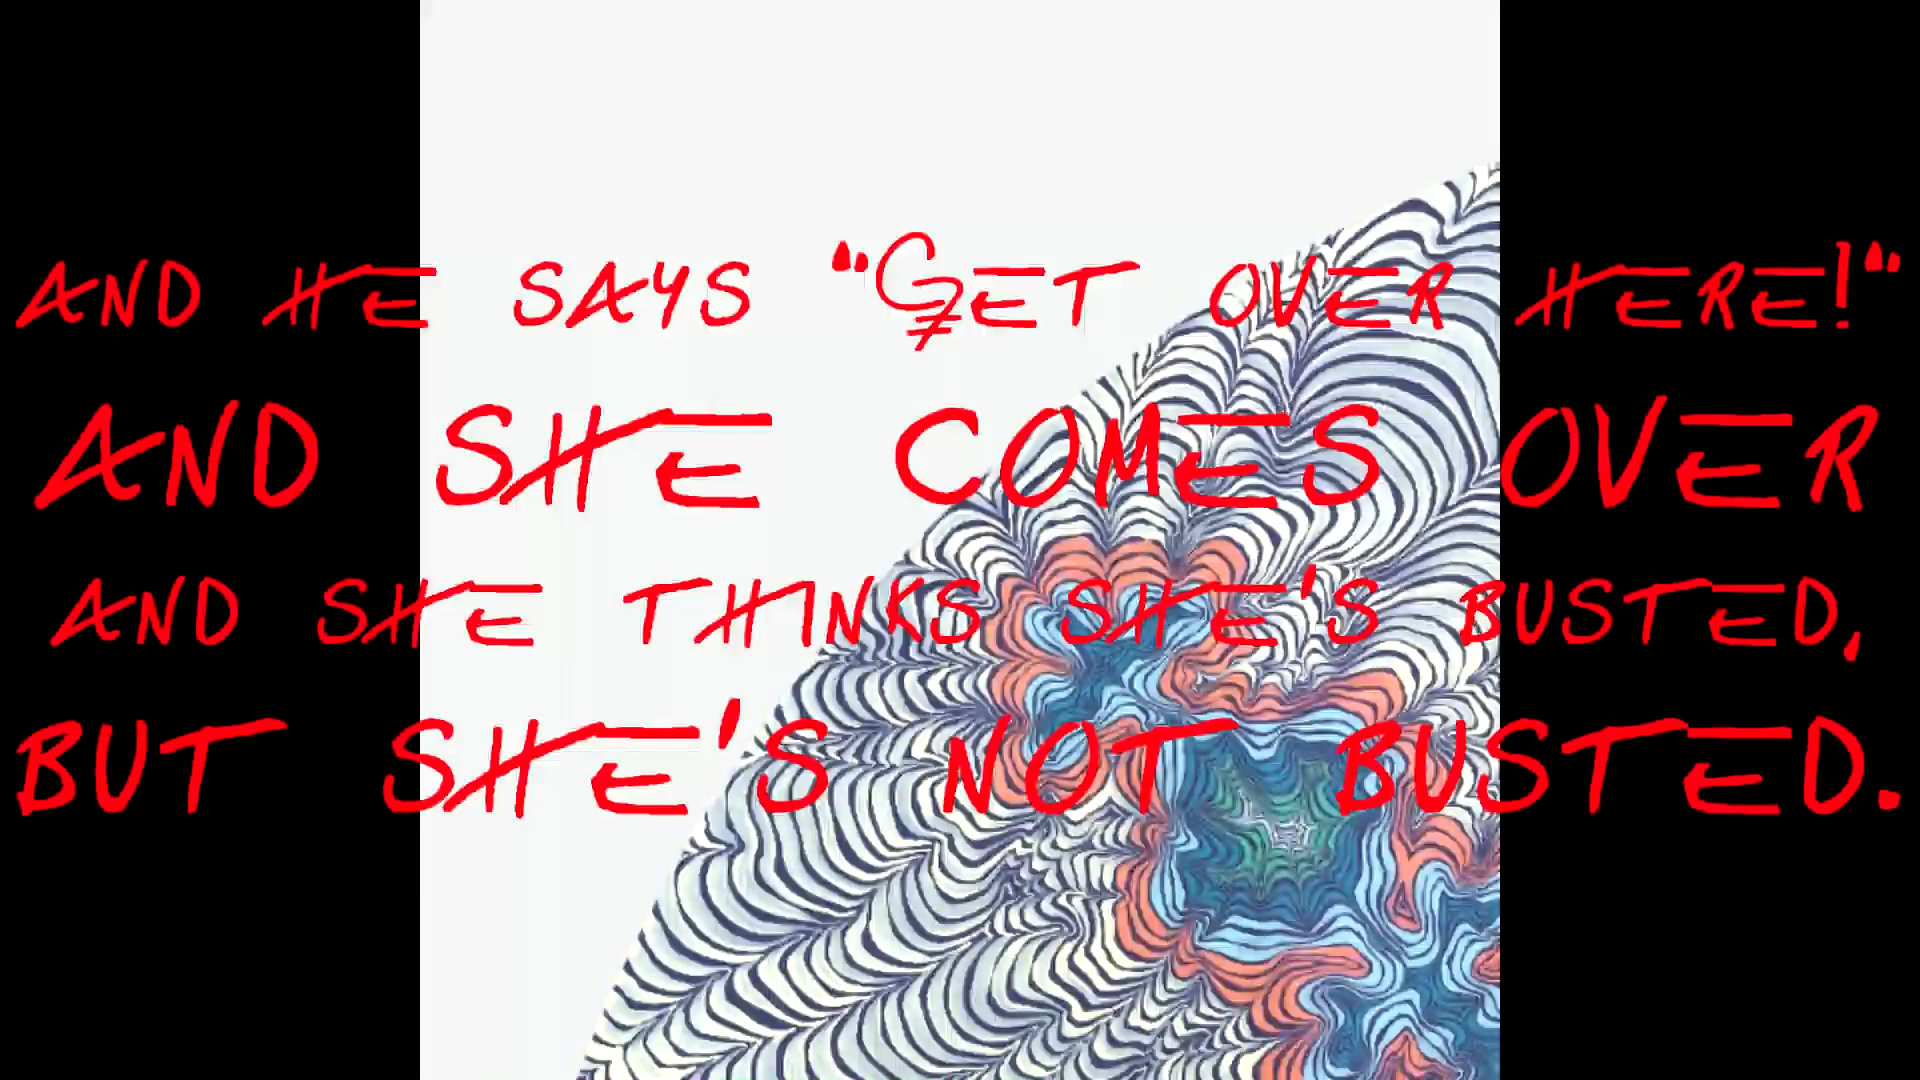 AND HE SAYS "GET OVER HERE!"
AND SHE COMES OVER
AND SHE THINKS SHE'S BUSTED,
BUT SHE'S NOT BUSTED.